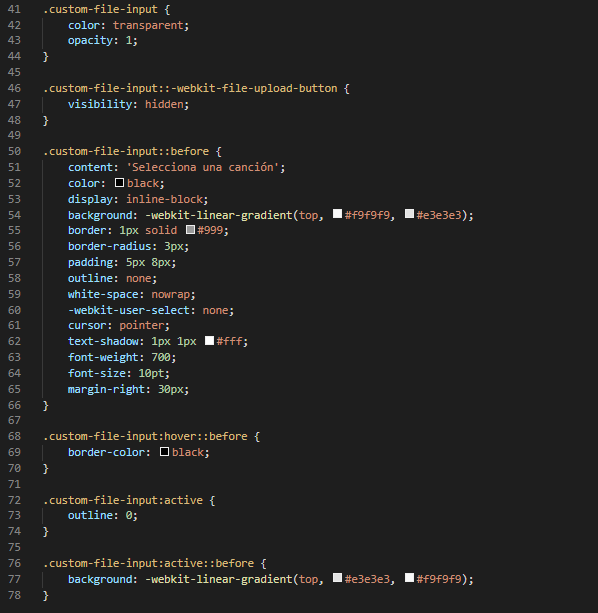 41 .custom-file-input {
42     color: transparent;
43     opacity: 1;
44 }
45
46 .custom-file-input::-webkit-file-upload-button {
47     visibility: hidden;
48 }
49
50 .custom-file-input::before {
51     content: 'Selecciona una canción';
52     color: black;
53     display: inline-block;
54     background: -webkit-linear-gradient(top, #f9f9f9, #e3e3e3);
55     border: 1px solid #999;
56     border-radius: 3px;
57     padding: 5px 8px;
58     outline: none;
59     white-space: nowrap;
60     -webkit-user-select: none;
61     cursor: pointer;
62     text-shadow: 1px 1px #fff;
63     font-weight: 700;
64     font-size: 10pt;
65     margin-right: 30px;
66 }
67
68 .custom-file-input:hover::before {
69     border-color: black;
70 }
71
72 .custom-file-input:active {
73     outline: 0;
74 }
75
76 .custom-file-input:active::before {
77     background: -webkit-linear-gradient(top, #e3e3e3, #f9f9f9);
78 }